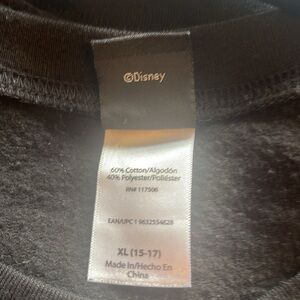 ©Disney
60% Cotton/Algodón
40% Polyester/Poliéster
RN# 117506
EAN/UPC 1 9632554628
XL (15-17)
Made In/Hecho En
China